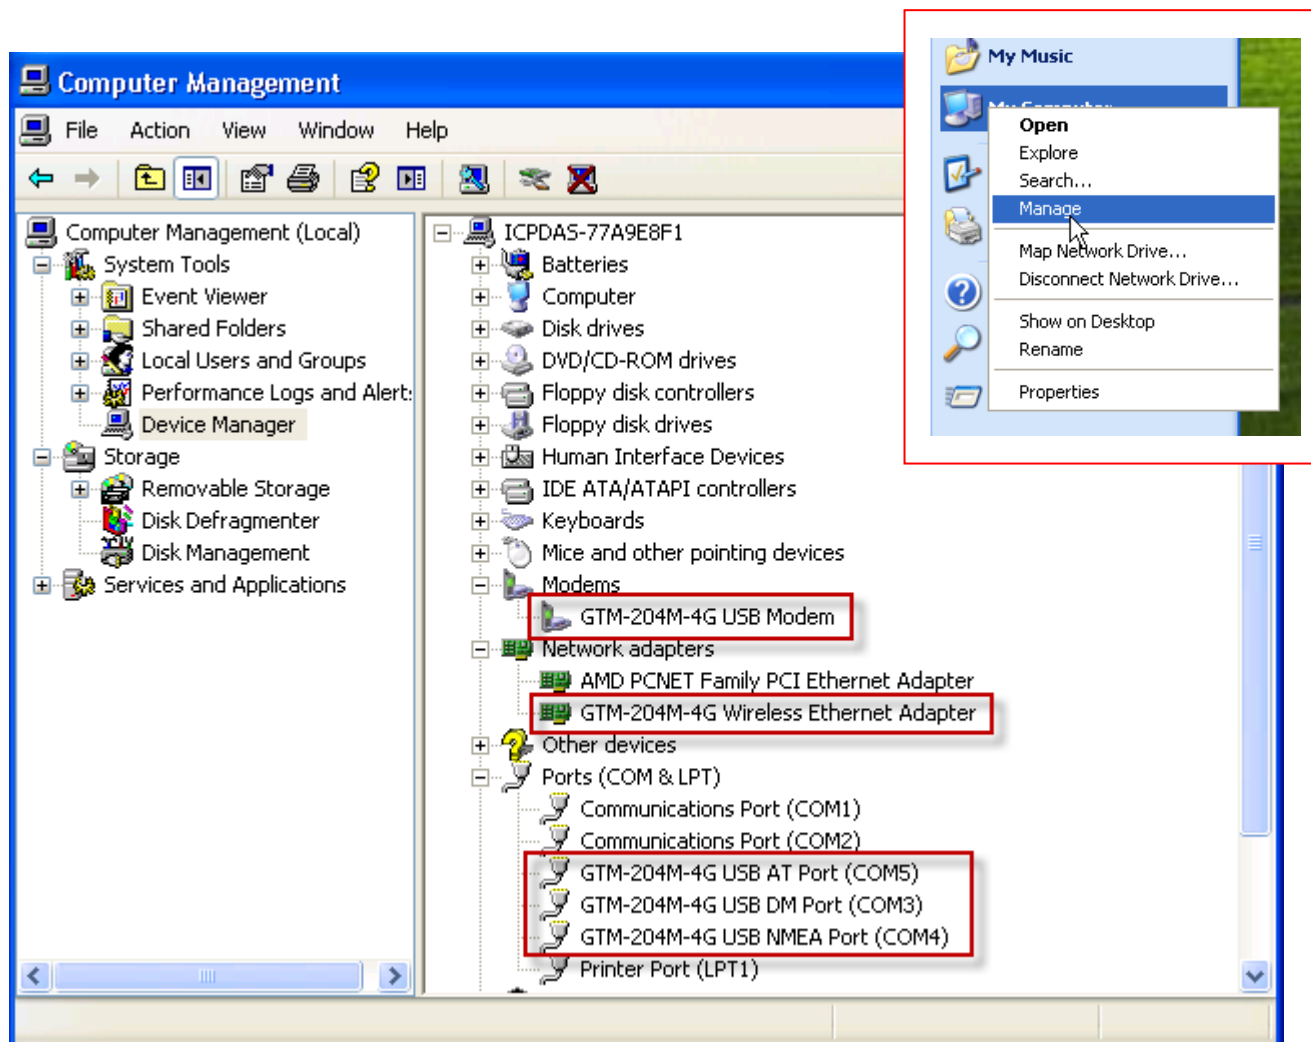 Computer Management
File Action View Window Help
Computer Management (Local)
System Tools
Event Viewer
Shared Folders
Local Users and Groups
Performance Logs and Alert
Device Manager
Storage
Removable Storage
Disk Defragmenter
Disk Management
Services and Applications
ICPDAS-77A9E8F1
Batteries
Computer
Disk drives
DVD/CD-ROM drives
Floppy disk controllers
Floppy disk drives
Human Interface Devices
IDE ATA/ATAPI controllers
Keyboards
Mice and other pointing devices
Modems
GTM-204M-4G USB Modem
Network adapters
AMD PCNET Family PCI Ethernet Adapter
GTM-204M-4G Wireless Ethernet Adapter
Other devices
Ports (COM & LPT)
Communications Port (COM1)
Communications Port (COM2)
GTM-204M-4G USB AT Port (COM5)
GTM-204M-4G USB DM Port (COM3)
GTM-204M-4G USB NMEA Port (COM4)
Printer Port (LPT1)
My Music
My Computer
Open
Explore
Search...
Manage
Map Network Drive...
Disconnect Network Drive...
Show on Desktop
Rename
Properties